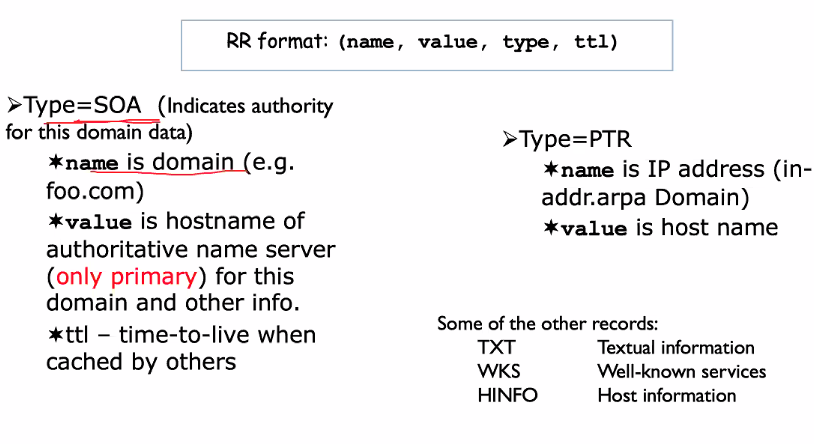 RR format: (name, value, type, ttl)
➢Type=SOA (Indicates authority
for this domain data)
✶name is domain (e.g.
foo.com)
✶value is hostname of
authoritative name server
(only primary) for this
domain and other info.
✶ttl – time-to-live when
cached by others
➢Type=PTR
✶name is IP address (in-
addr.arpa Domain)
✶value is host name
Some of the other records:
TXT Textual information
WKS Well-known services
HINFO Host information